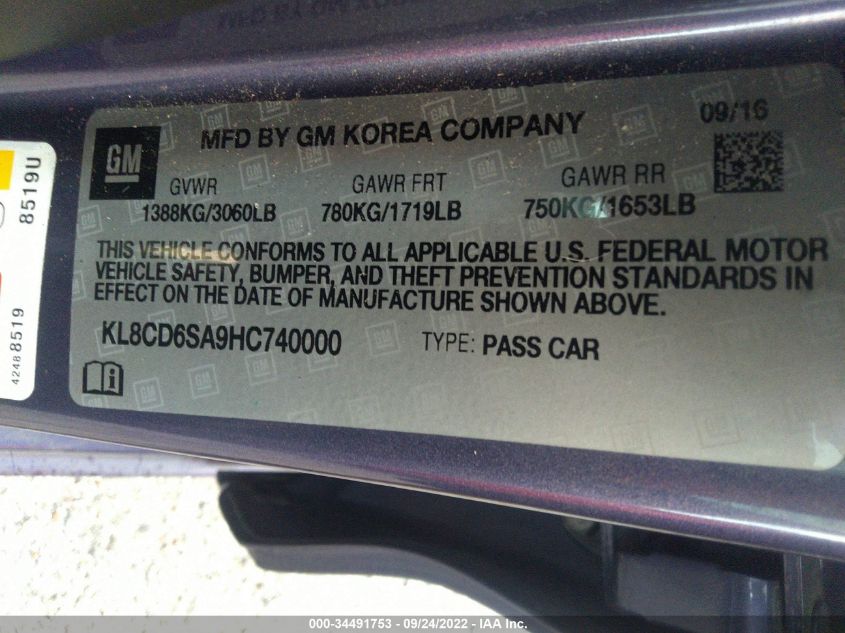 MFD BY GM KOREA COMPANY
09/16
GM
GVWR
GAWR FRT
GAWR RR
1388KG/3060LB
780KG/1719LB
750KG/1653LB
THIS VEHICLE CONFORMS TO ALL APPLICABLE U.S. FEDERAL MOTOR
VEHICLE SAFETY, BUMPER, AND THEFT PREVENTION STANDARDS IN
EFFECT ON THE DATE OF MANUFACTURE SHOWN ABOVE.
KL8CD6SA9HC740000
TYPE: PASS CAR
8519U
42488519
000-34491753 - 09/24/2022 - IAA Inc.